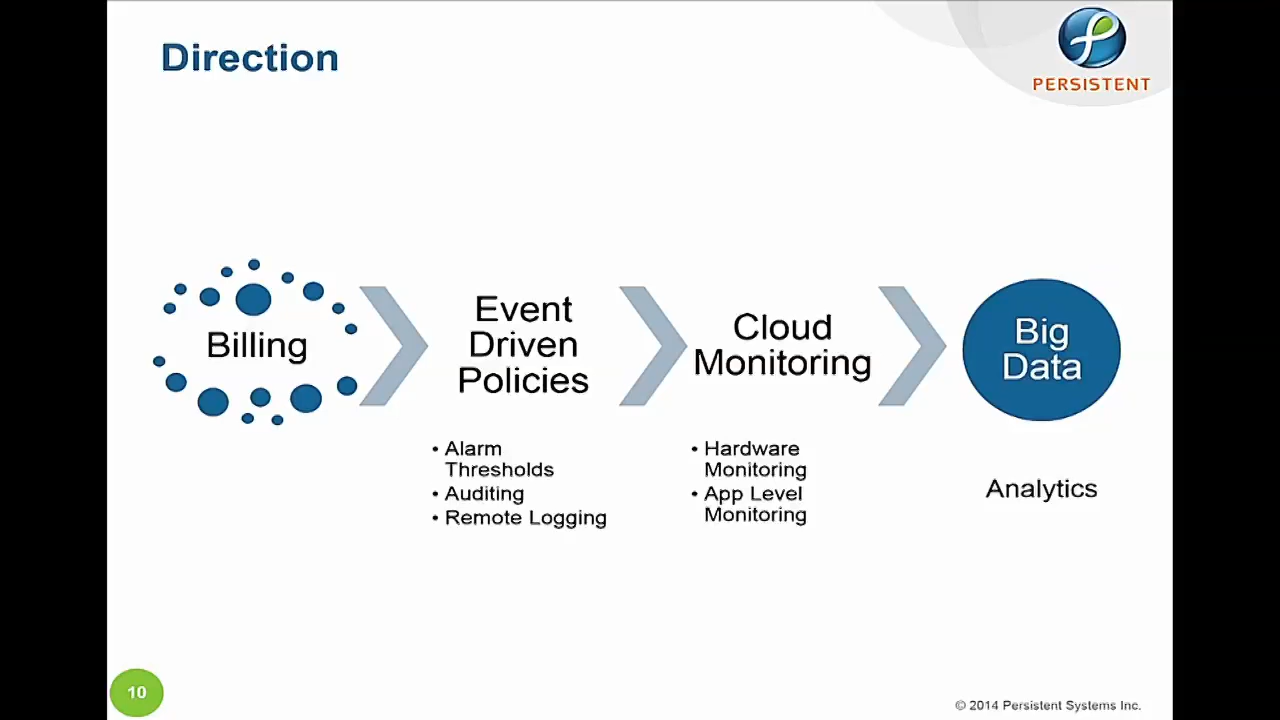 Direction
PERSISTENT
Billing
Event
Driven
Policies
• Alarm
Thresholds
• Auditing
• Remote Logging
Cloud
Monitoring
• Hardware
Monitoring
• App Level
Monitoring
Big
Data
Analytics
10
© 2014 Persistent Systems Inc.